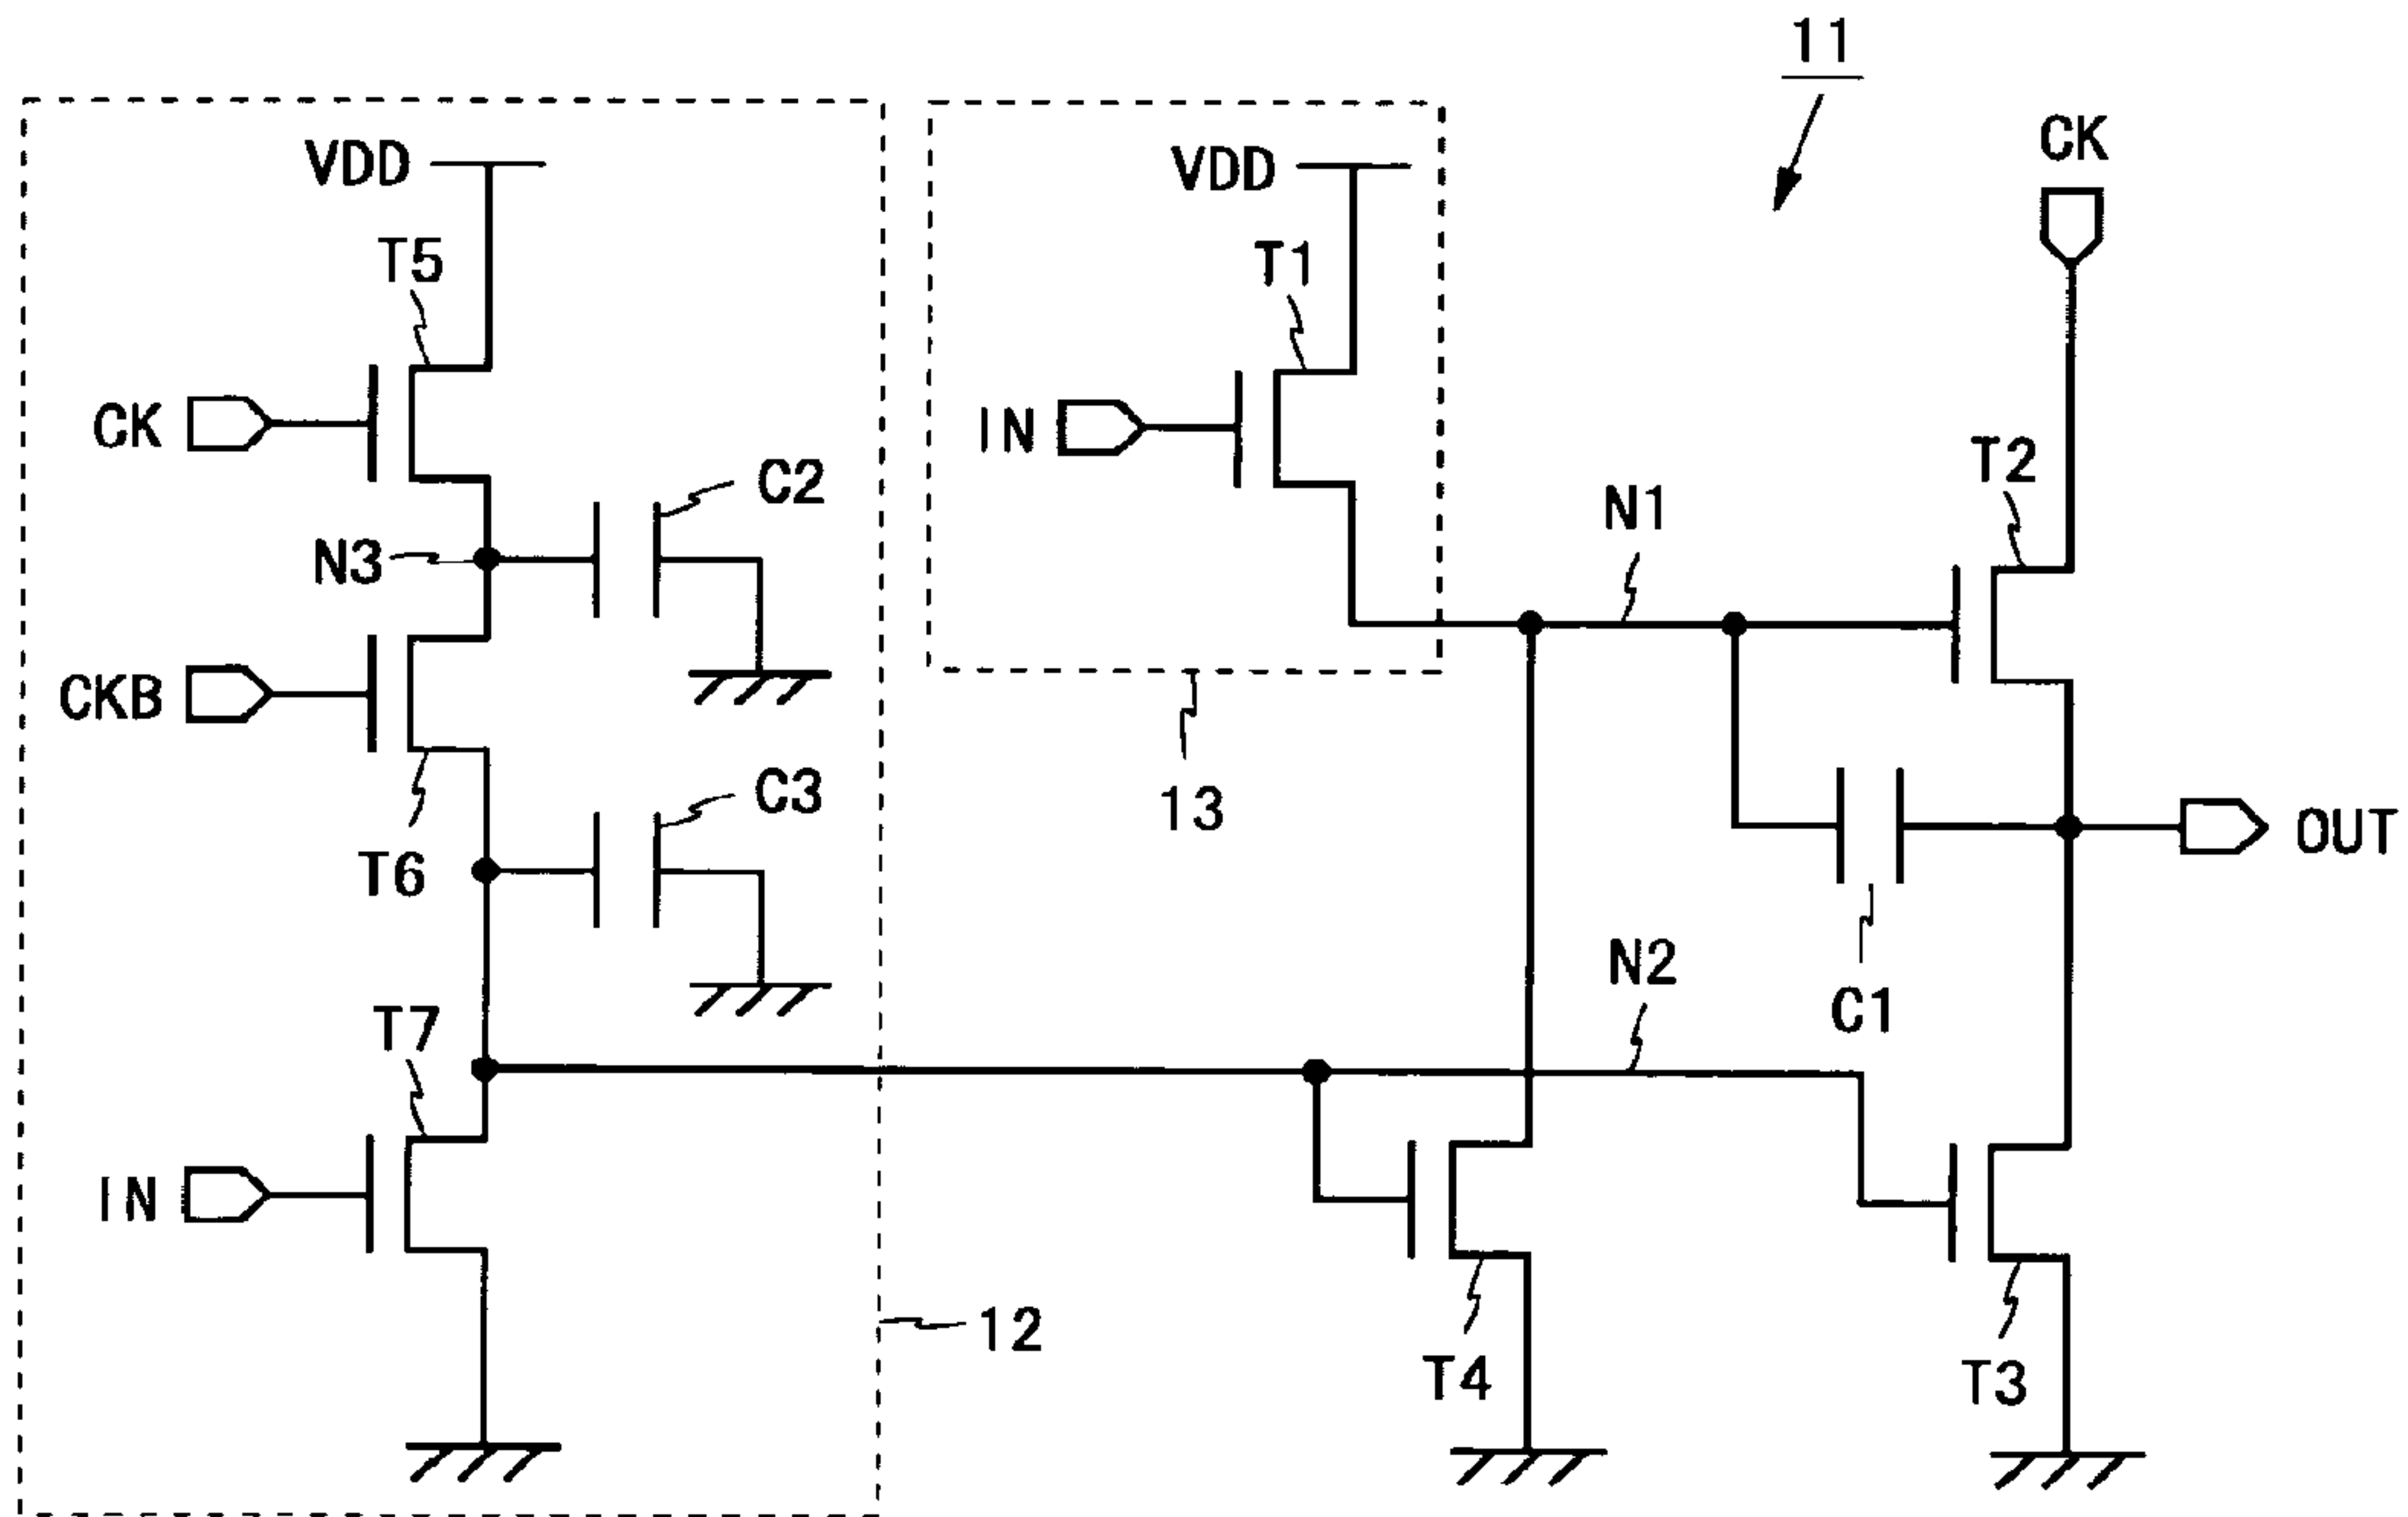 11
VDD
VDD
CK
T5
T1
CK
IN
T2
C2
N1
N3
CKB
C3
13
OUT
T6
N2
C1
T7
IN
12
T4
T3